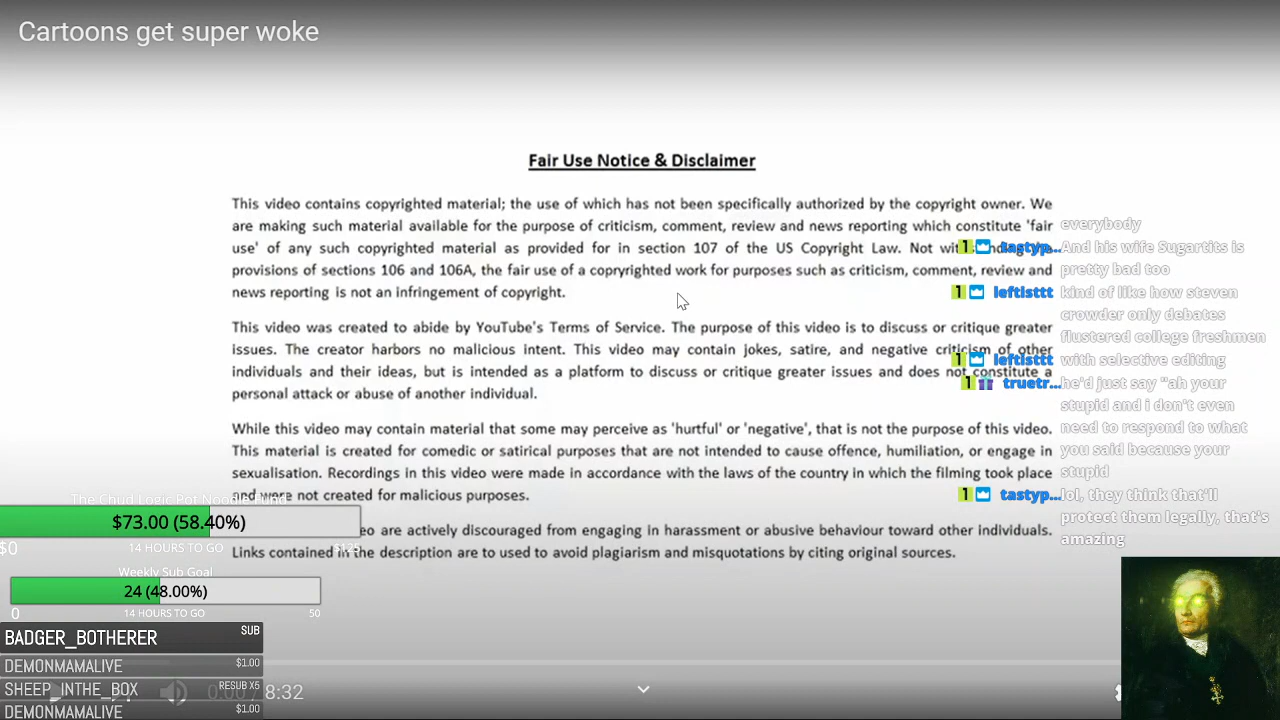 Cartoons get super woke
Fair Use Notice & Disclaimer
This video contains copyrighted material; the use of which has not been specifically authorized by the copyright owner. We
are making such material available for the purpose of criticism, comment, review and news reporting which constitute 'fair
use' of any such copyrighted material as provided for in section 107 of the US Copyright Law. Not
provisions of sections 106 and 106A, the fair use of a copyrighted work for purposes such as criticism, comment, review and
news reporting is not an infringement of copyright.
This video was created to abide by YouTube's Terms of Service. The purpose of this video is to discuss or critique greater
issues. The creator harbors no malicious intent. This video may contain jokes, satire, and negative criticism of other
individuals and their ideas, but is intended as a platform to discuss or critique greater issues and does not constitute a
personal attack or abuse of another individual.
While this video may contain material that some may perceive as 'hurtful' or 'negative', that is not the purpose of this video.
This material is created for comedic or satirical purposes that are not intended to cause offence, humiliation, or engage in
sexualisation. Recordings in this video were made in accordance with the laws of the country in which the filming took place
and were not created for malicious purposes.
eo are actively discouraged from engaging in harassment or abusive behaviour toward other individuals.
Links contained in the description are to used to avoid plagiarism and misquotations by citing original sources.
everybody
1 tastyp... And his wife Sugartits is
pretty bad too
1 leftisttt kind of like how steven
crowder only debates
flustered college freshmen
1 leftisttt with selective editing
1 truetr... he'd just say "ah your
stupid and i don't even
need to respond to what
you said because your
stupid
1 tastyp... lol, they think that'll
protect them legally, that's
amazing
The Chud Logic Pot Noodle Fund
$73.00 (58.40%)
$0 14 HOURS TO GO $125
Weekly Sub Goal
24 (48.00%)
0 14 HOURS TO GO 50
BADGER_BOTHERER SUB
DEMONMAMALIVE $1.00
SHEEP_INTHE_BOX RESUB X5
DEMONMAMALIVE $1.00
0:00 / 8:32